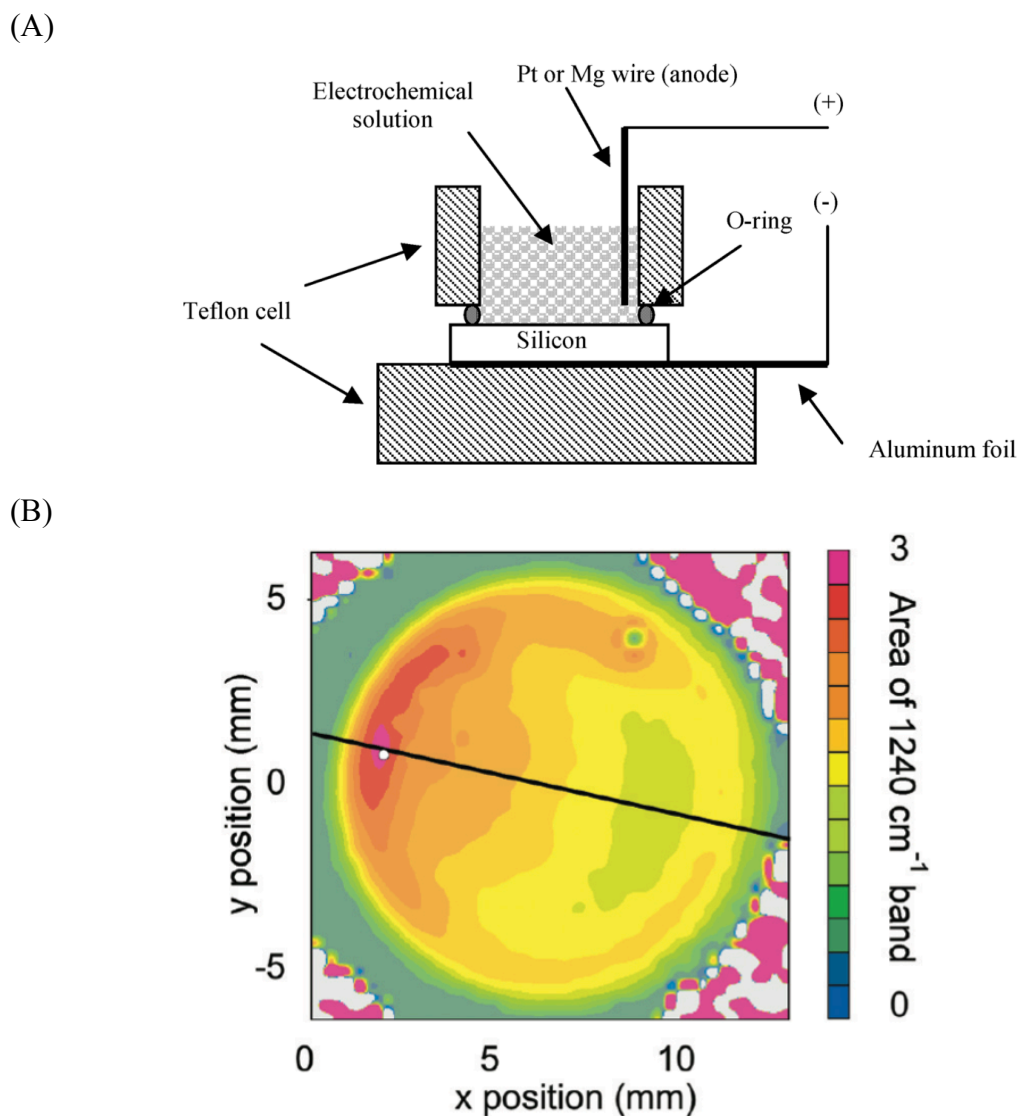 (A)
Pt or Mg wire (anode)
Electrochemical
solution
(+)
(-)
O-ring
Teflon cell
Silicon
Aluminum foil
(B)
3
Area of 1240 cm⁻¹ band
0
y position (mm)
5
0
-5
0
5
10
x position (mm)